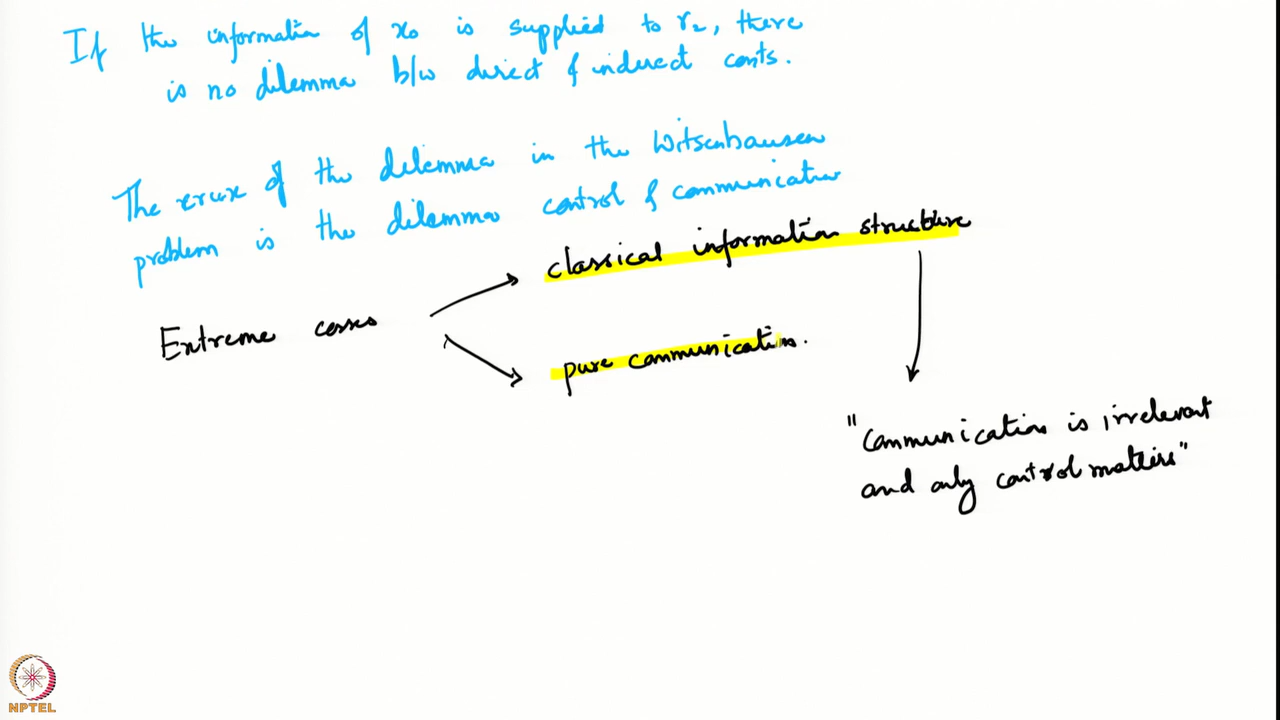 If the information of x₀ is supplied to r₂, there
is no dilemma b/w direct & indirect costs.
The crux of the dilemma in the Witsenhausen
problem is the dilemma control & communication
Extreme cases
classical information structure
pure communication.
"Communication is irrelevant
and only control matters"
NPTEL